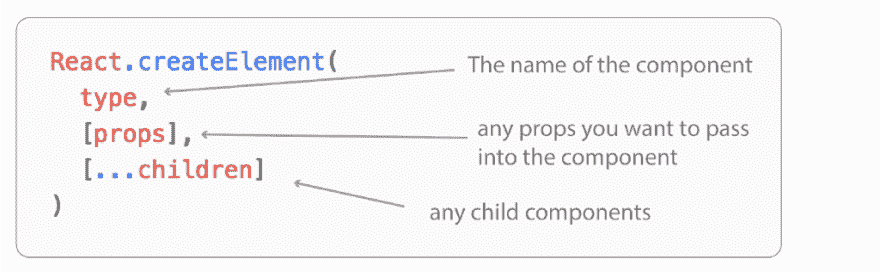 React.createElement(
type,
[props],
[...children]
)
The name of the component
any props you want to pass
into the component
any child components